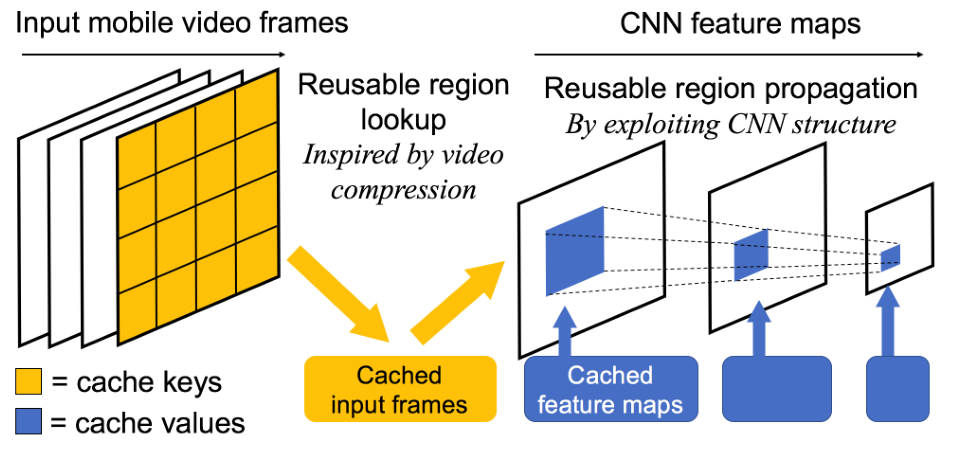 Input mobile video frames
CNN feature maps
Reusable region
lookup
Inspired by video
compression
Reusable region propagation
By exploiting CNN structure
Cached
input frames
Cached
feature maps
= cache keys
= cache values